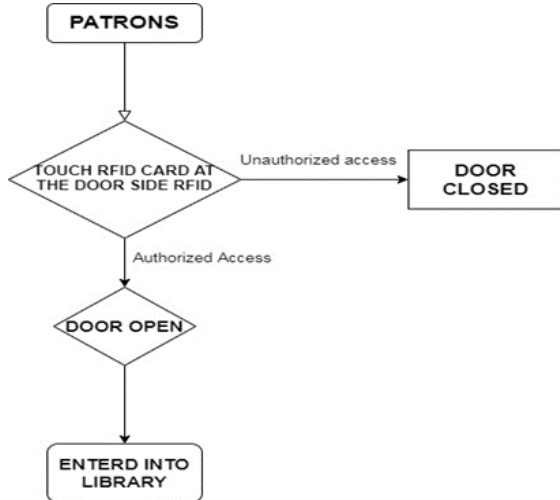 PATRONS
TOUCH RFID CARD AT
THE DOOR SIDE RFID
Unauthorized access
DOOR
CLOSED
Authorized Access
DOOR OPEN
ENTERD INTO
LIBRARY